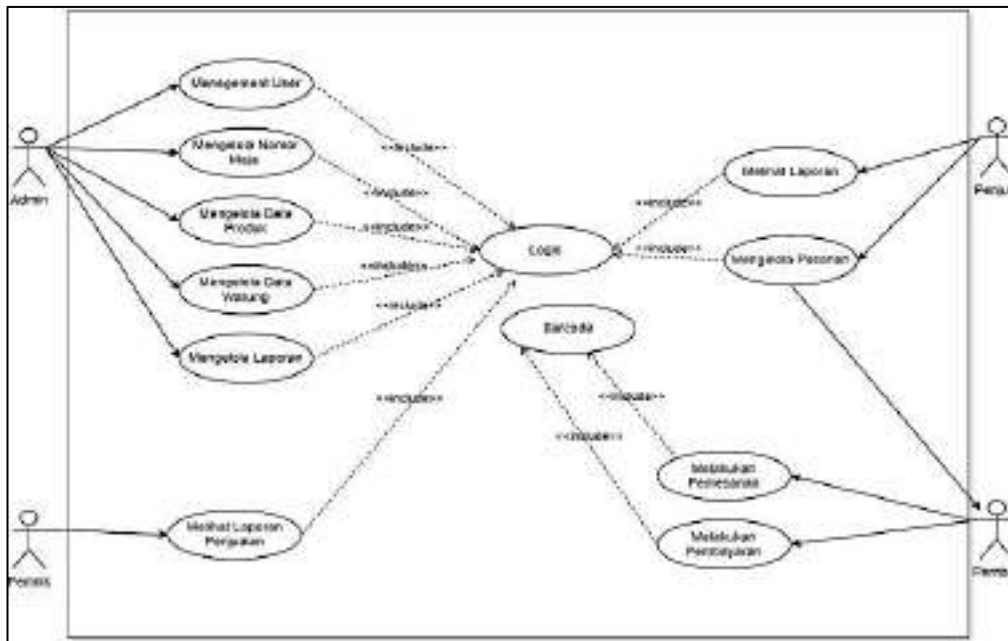 Management User
Mengelola Nomor
Meja
Mengelola Data
Produk
Mengelola Data
Warung
Mengelola Laporan
Admin
<<include>>
<<include>>
<<include>>
<<include>>
<<include>>
<<include>>
Login
Barcode
<<include>>
<<include>>
<<include>>
<<include>>
Melihat Laporan
Mengelola Pesanan
Melakukan
Pemesanan
Melakukan
Pembayaran
Melihat Laporan
Penjualan